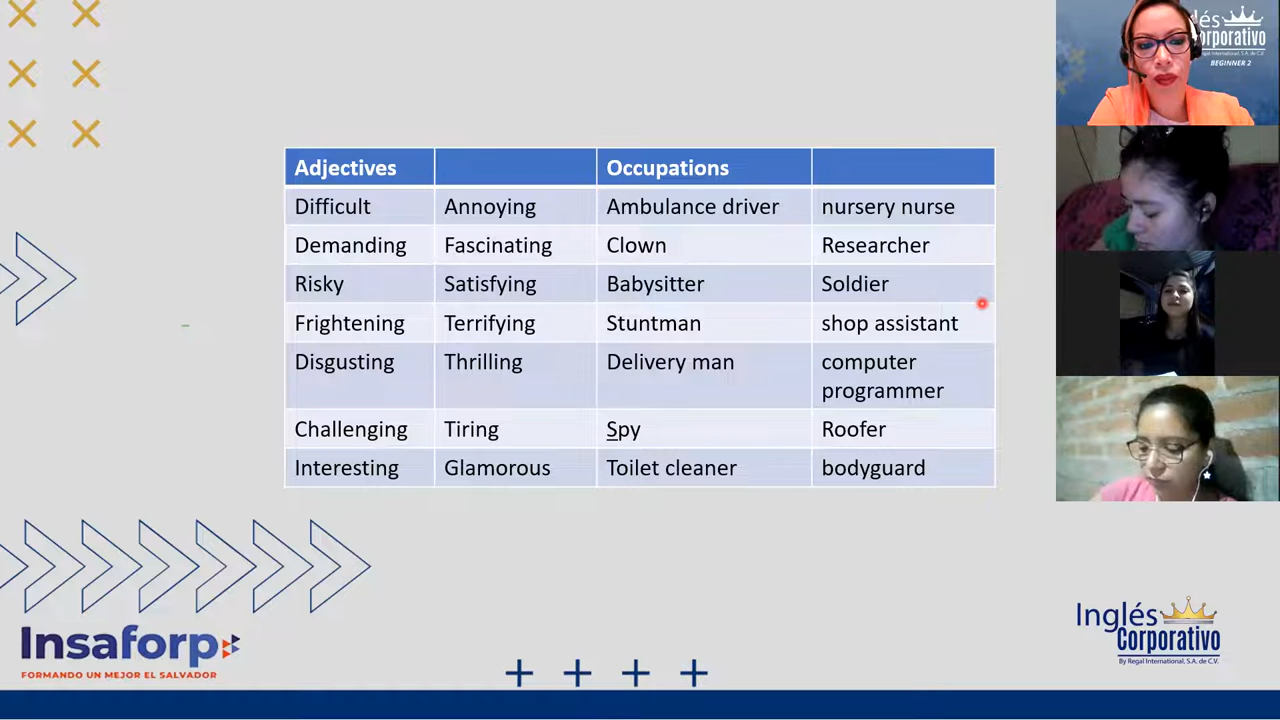 Adjectives Occupations
Difficult Annoying Ambulance driver nursery nurse
Demanding Fascinating Clown Researcher
Risky Satisfying Babysitter Soldier
Frightening Terrifying Stuntman shop assistant
Disgusting Thrilling Delivery man computer
programmer
Challenging Tiring Spy Roofer
Interesting Glamorous Toilet cleaner bodyguard
Insaforp
FORMANDO UN MEJOR EL SALVADOR
Inglés
Corporativo
By Regal International, S.A. de C.V.
BEGINNER 2